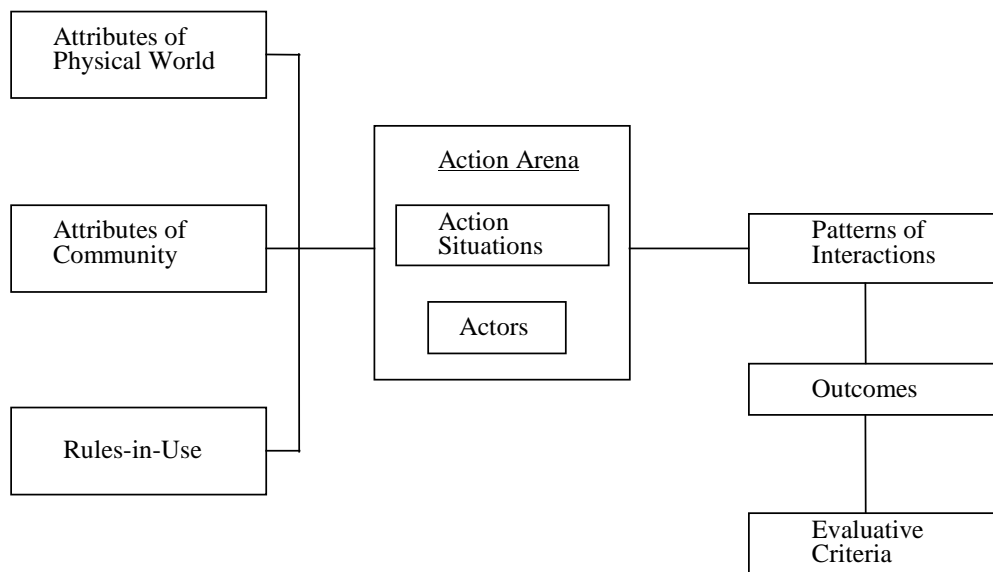 Attributes of
Physical World
Attributes of
Community
Rules-in-Use
Action Arena
Action
Situations
Actors
Patterns of
Interactions
Outcomes
Evaluative
Criteria